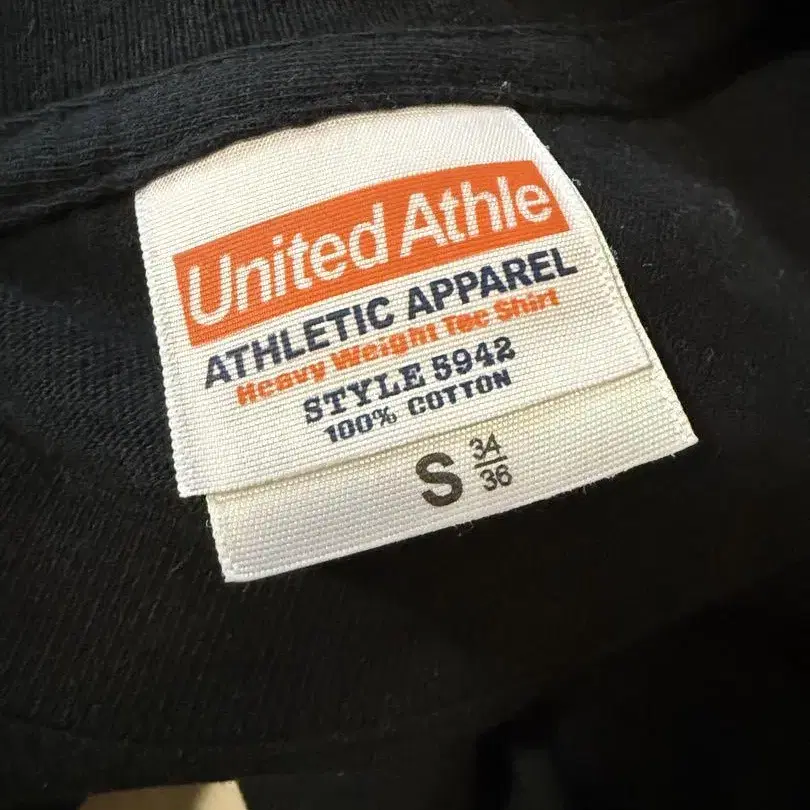 United Athle
ATHLETIC APPAREL
Heavy Weight Tee Shirt
STYLE 5942
100% COTTON
S 34/36